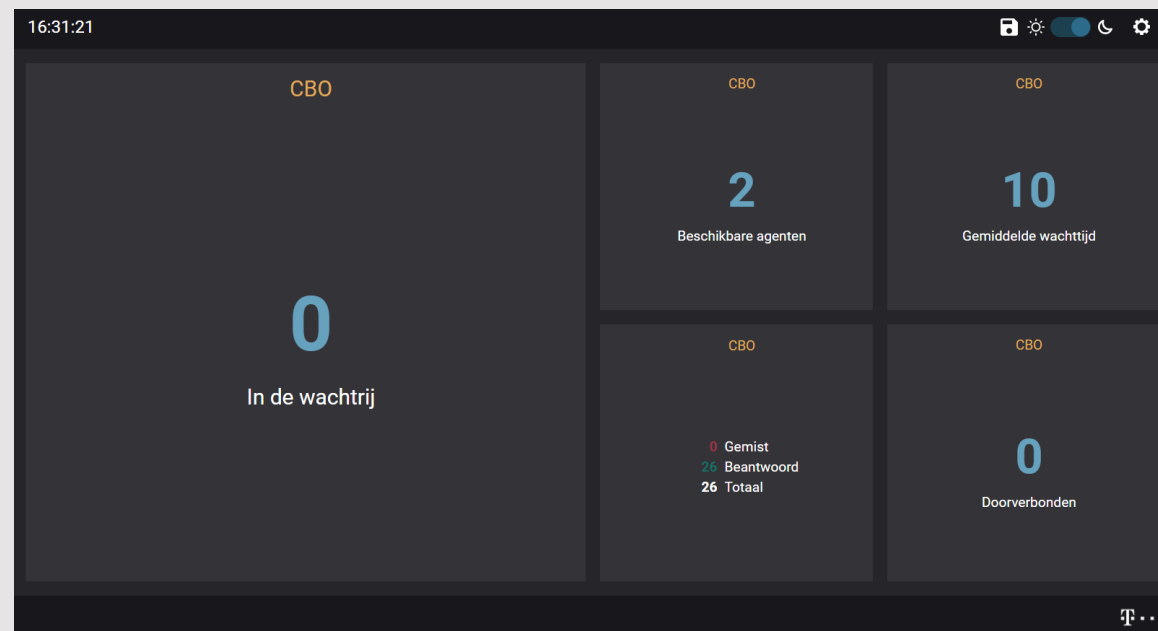 16:31:21
CBO
0
In de wachtrij
CBO
2
Beschikbare agenten
CBO
10
Gemiddelde wachttijd
CBO
0 Gemist
26 Beantwoord
26 Totaal
CBO
0
Doorverbonden
T··